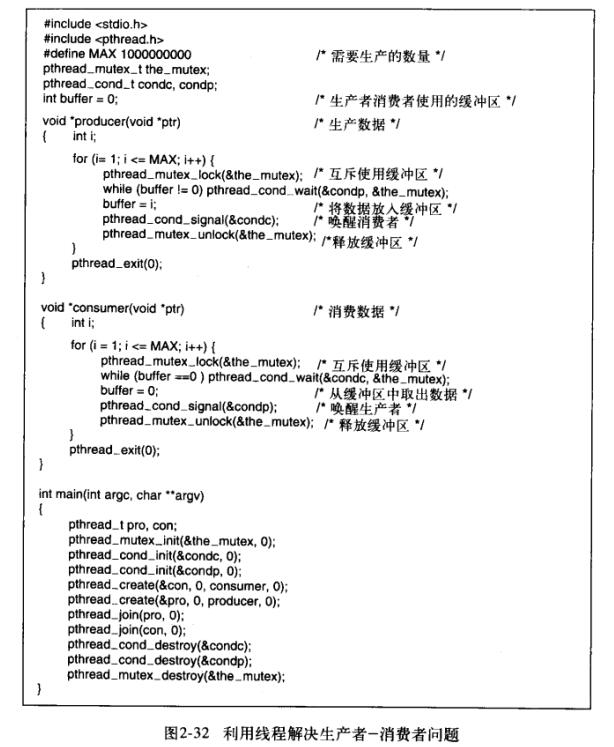 #include <stdio.h>
#include <pthread.h>
#define MAX 1000000000 /* 需要生产的数量 */
pthread_mutex_t the_mutex;
pthread_cond_t condc, condp;
int buffer = 0; /* 生产者消费者使用的缓冲区 */
void *producer(void *ptr) /* 生产数据 */
{ int i;
for (i= 1; i <= MAX; i++) {
pthread_mutex_lock(&the_mutex); /* 互斥使用缓冲区 */
while (buffer != 0) pthread_cond_wait(&condp, &the_mutex);
buffer = i; /* 将数据放入缓冲区 */
pthread_cond_signal(&condc); /* 唤醒消费者 */
pthread_mutex_unlock(&the_mutex); /*释放缓冲区 */
}
pthread_exit(0);
}
void *consumer(void *ptr) /* 消费数据 */
{ int i;
for (i = 1; i <= MAX; i++) {
pthread_mutex_lock(&the_mutex); /* 互斥使用缓冲区 */
while (buffer ==0 ) pthread_cond_wait(&condc, &the_mutex);
buffer = 0; /* 从缓冲区中取出数据 */
pthread_cond_signal(&condp); /* 唤醒生产者 */
pthread_mutex_unlock(&the_mutex); /* 释放缓冲区 */
}
pthread_exit(0);
}
int main(int argc, char **argv)
{
pthread_t pro, con;
pthread_mutex_init(&the_mutex, 0);
pthread_cond_init(&condc, 0);
pthread_cond_init(&condp, 0);
pthread_create(&con, 0, consumer, 0);
pthread_create(&pro, 0, producer, 0);
pthread_join(pro, 0);
pthread_join(con, 0);
pthread_cond_destroy(&condc);
pthread_cond_destroy(&condp);
pthread_mutex_destroy(&the_mutex);
}
图2-32 利用线程解决生产者–消费者问题